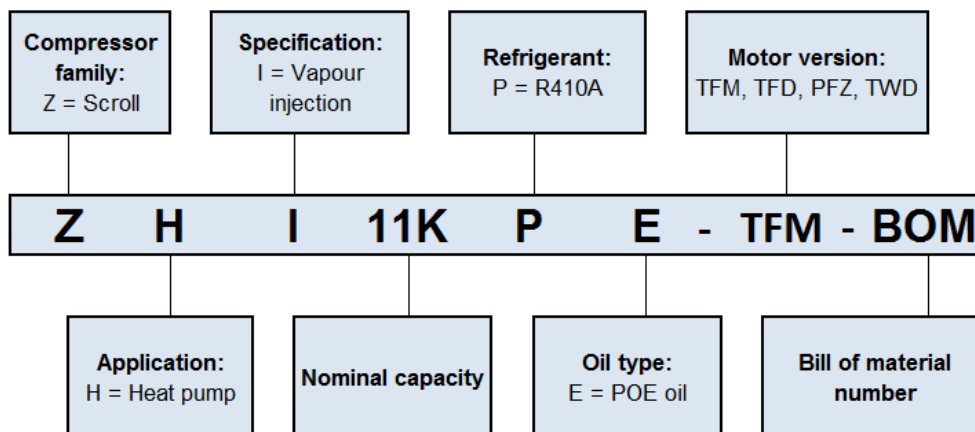 Compressor
family:
Z = Scroll
Specification:
I = Vapour
injection
Refrigerant:
P = R410A
Motor version:
TFM, TFD, PFZ, TWD
Z H I 11K P E - TFM - BOM
Application:
H = Heat pump
Nominal capacity
Oil type:
E = POE oil
Bill of material
number